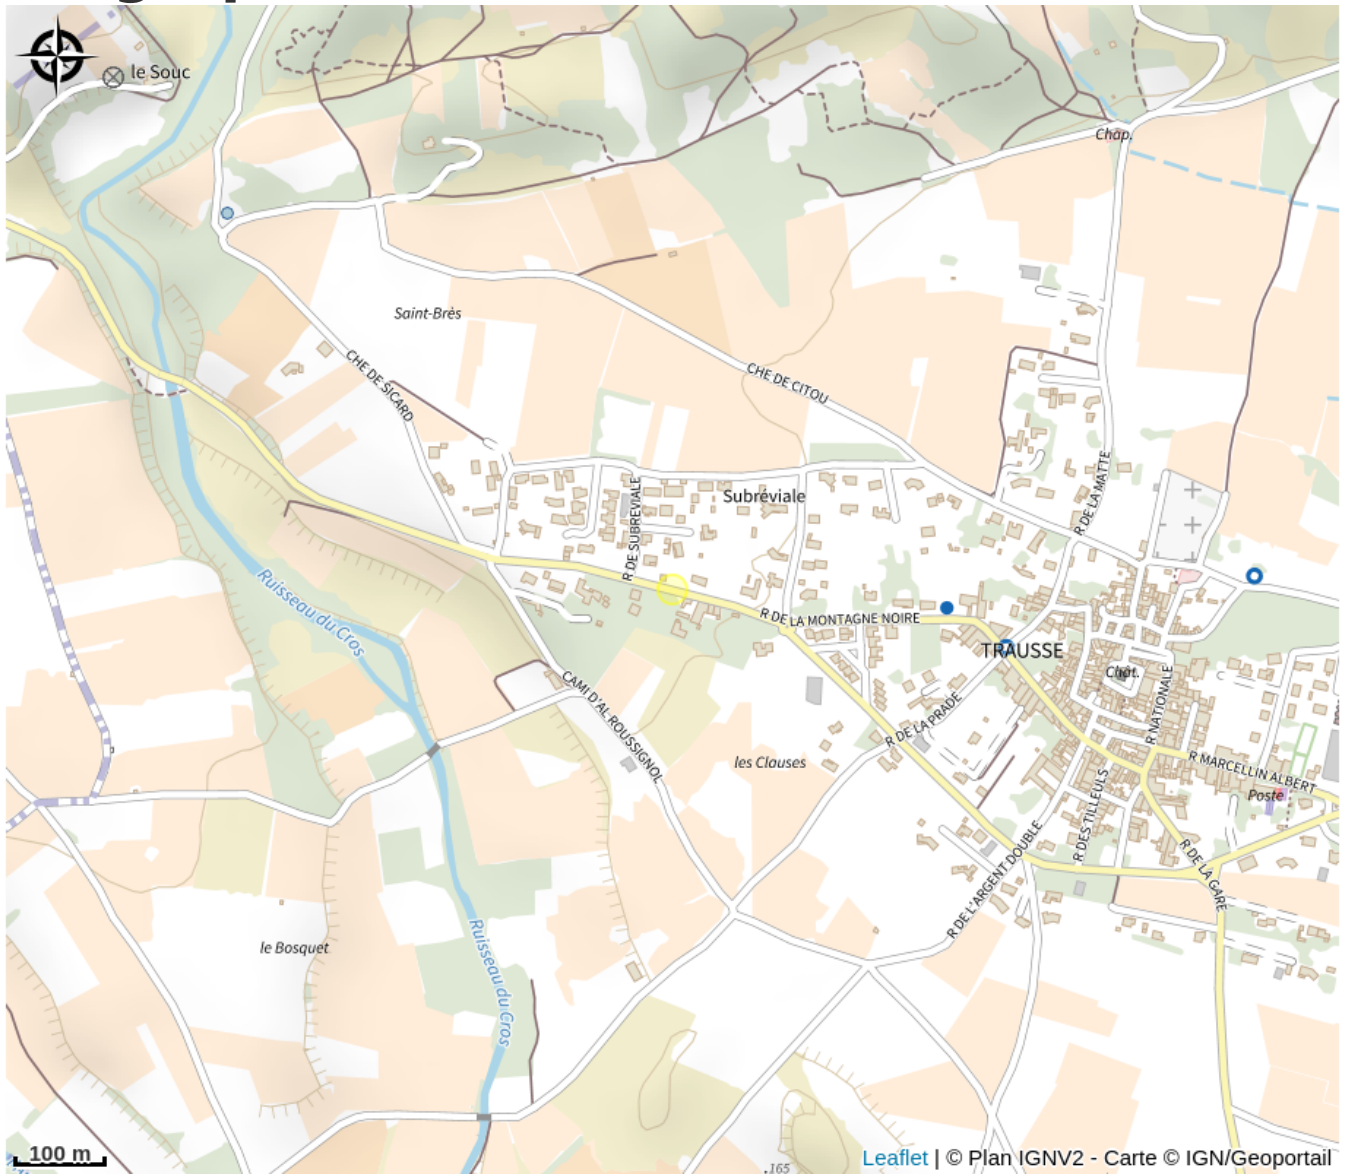 le Souc
Chap.
Saint-Brès
CHE DE SICARD
CHE DE CITOU
R DE LA MATTE
Subréviale
R DE SUBREVIALE
Ruisseau du Cros
R DE LA MONTAGNE NOIRE
TRAUSSE
Chât.
R NATIONALE
CAMI D'AL ROUSSIGNOL
R DE LA PRADE
les Clauses
R MARCELLIN ALBERT
Poste
R DES TILLEULS
R DE L'ARGENT DOUBLE
R DE LA GARE
le Bosquet
Ruisseau du Cros
100 m
.165
Leaflet | © Plan IGNV2 - Carte © IGN/Geoportail